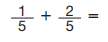 1/5 + 2/5 =